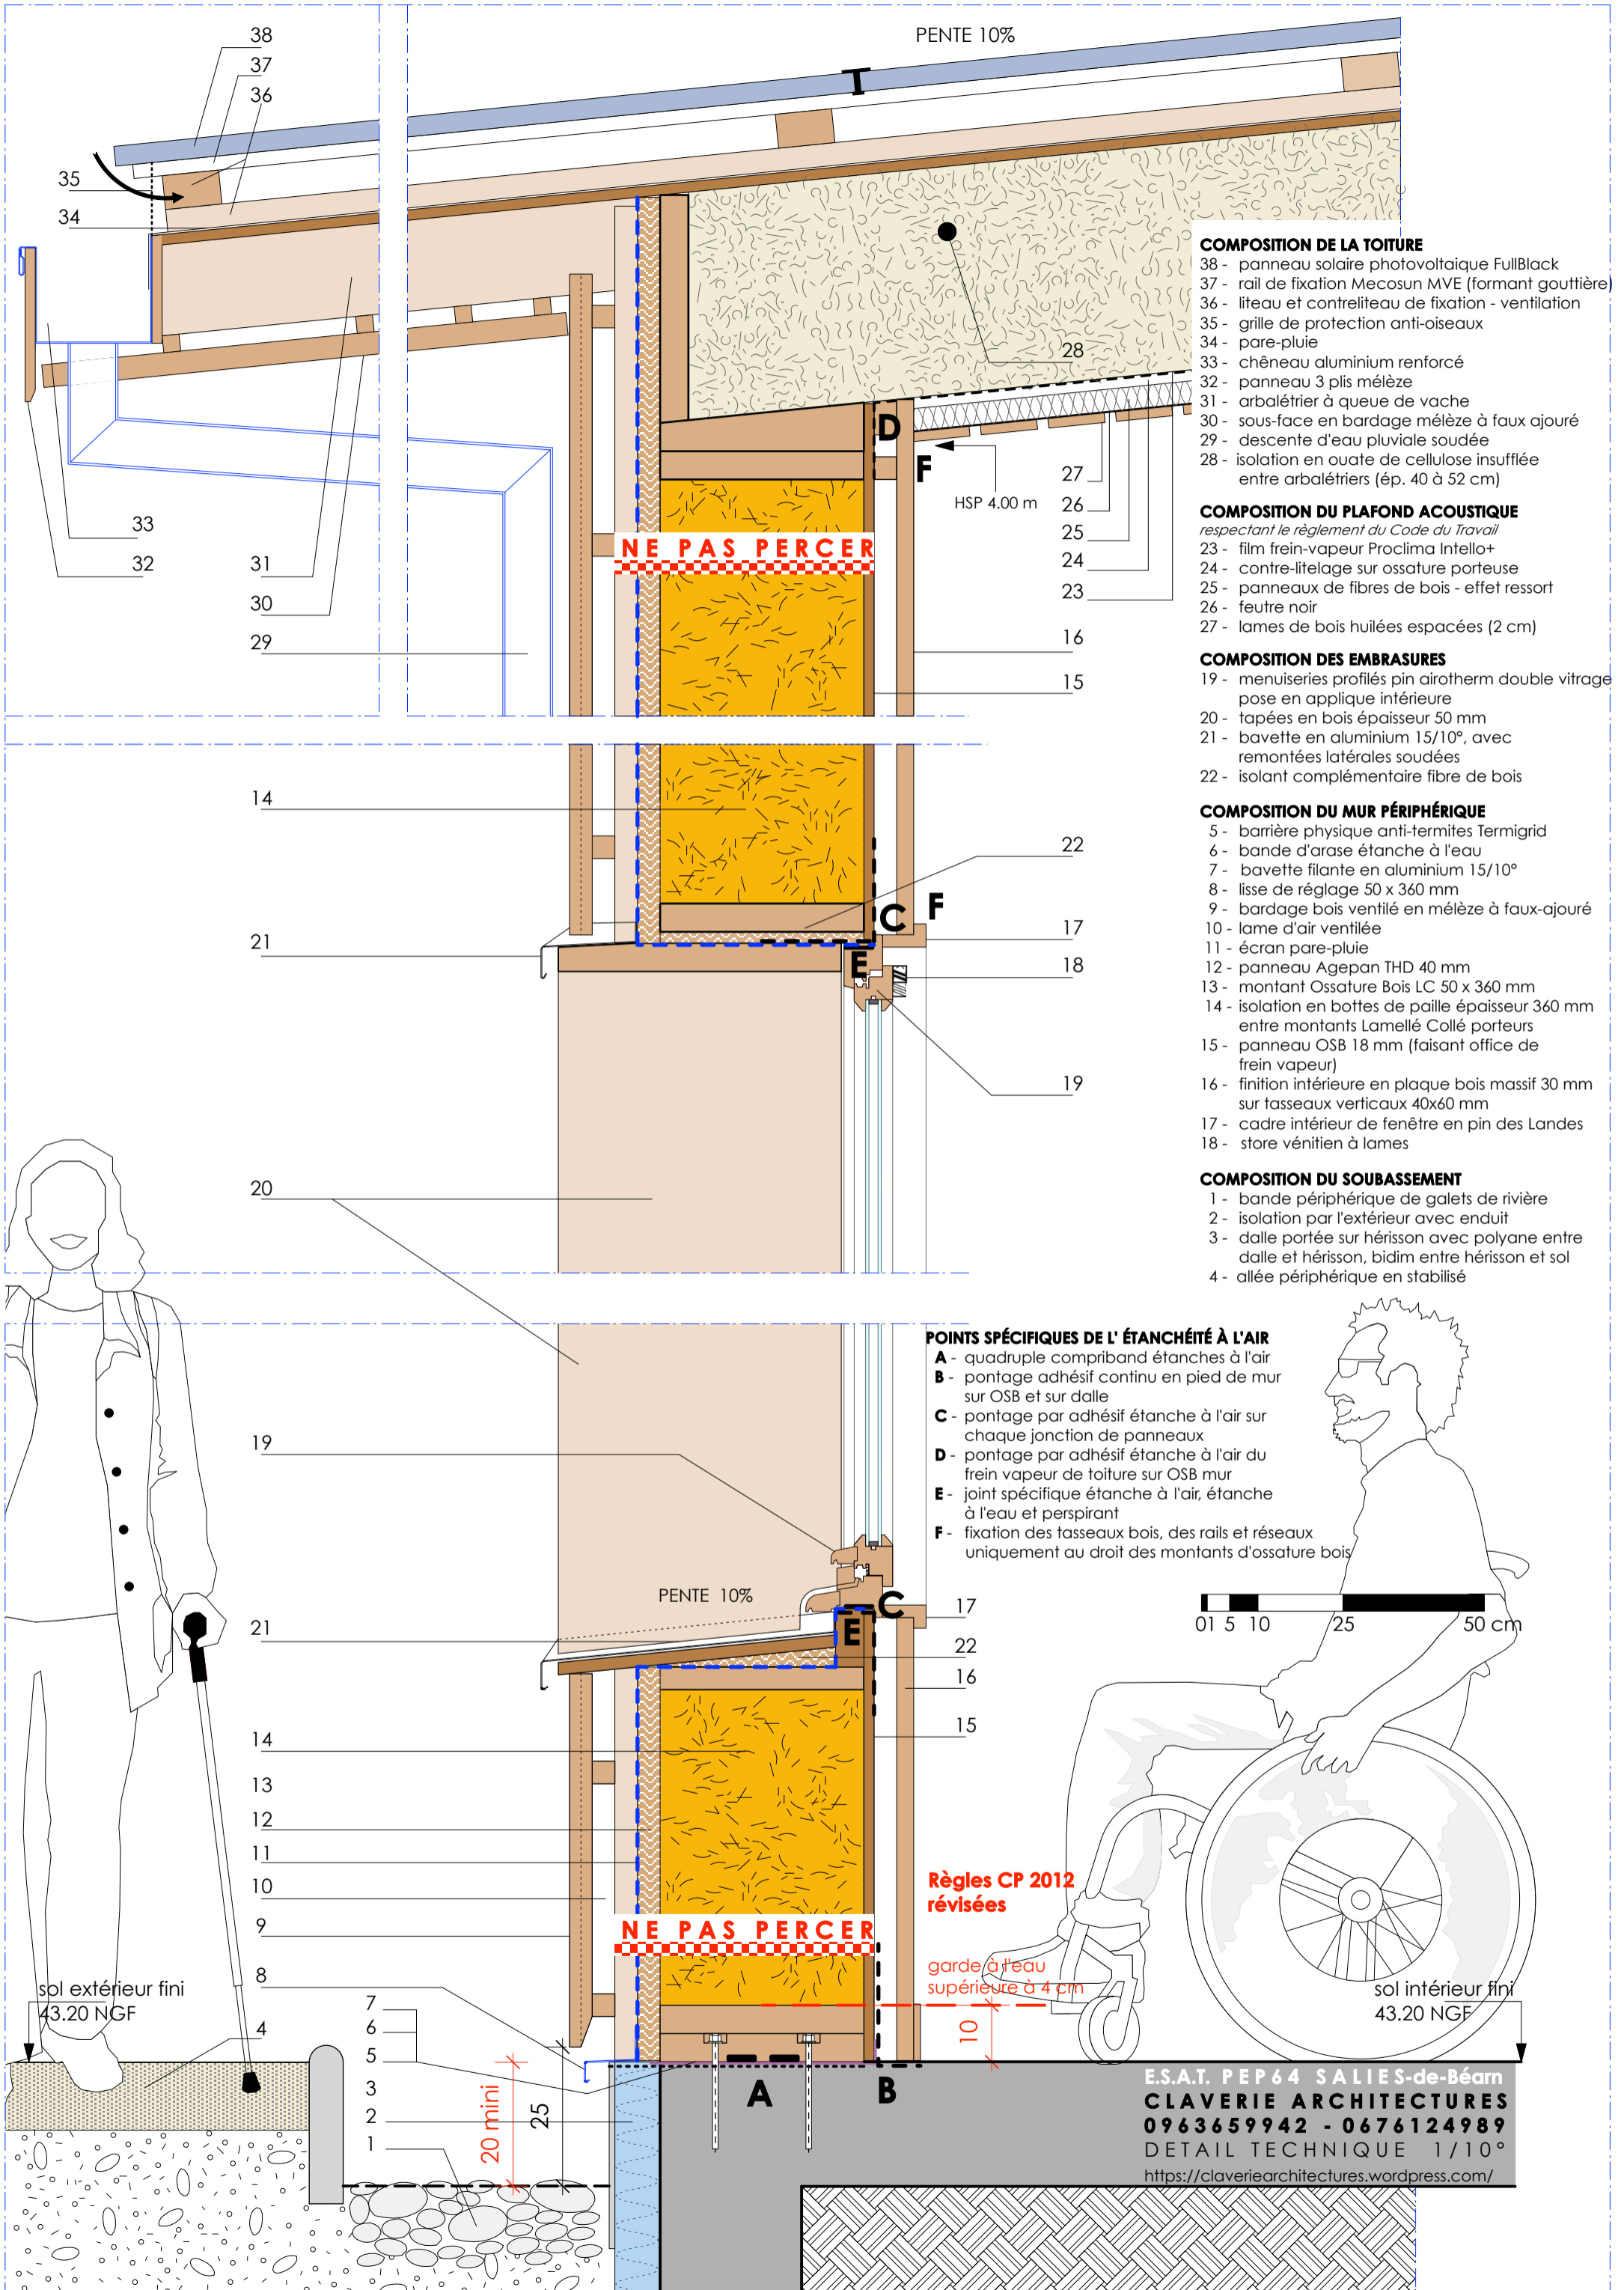 PENTE 10%
38
37
36
35
34
33
32
31
30
29
28
HSP 4.00 m
27
26
25
24
23
16
15
D
F
NE PAS PERCER
14
22
C
F
21
17
E
18
19
20
19
PENTE 10%
21
C
17
E
22
16
15
14
13
12
11
10
9
8
7
6
5
4
3
2
1
NE PAS PERCER
Règles CP 2012
révisées
garde à l'eau
supérieure à 4 cm
10
20 mini
25
A
B
sol extérieur fini
43.20 NGF
sol intérieur fini
43.20 NGF
COMPOSITION DE LA TOITURE
38 - panneau solaire photovoltaique FullBlack
37 - rail de fixation Mecosun MVE (formant gouttière)
36 - liteau et contreliteau de fixation - ventilation
35 - grille de protection anti-oiseaux
34 - pare-pluie
33 - chêneau aluminium renforcé
32 - panneau 3 plis mélèze
31 - arbalétrier à queue de vache
30 - sous-face en bardage mélèze à faux ajouré
29 - descente d'eau pluviale soudée
28 - isolation en ouate de cellulose insufflée
entre arbalétriers (ép. 40 à 52 cm)
COMPOSITION DU PLAFOND ACOUSTIQUE
respectant le règlement du Code du Travail
23 - film frein-vapeur Proclima Intello+
24 - contre-litelage sur ossature porteuse
25 - panneaux de fibres de bois - effet ressort
26 - feutre noir
27 - lames de bois huilées espacées (2 cm)
COMPOSITION DES EMBRASURES
19 - menuiseries profilés pin airotherm double vitrage
pose en applique intérieure
20 - tapées en bois épaisseur 50 mm
21 - bavette en aluminium 15/10°, avec
remontées latérales soudées
22 - isolant complémentaire fibre de bois
COMPOSITION DU MUR PÉRIPHÉRIQUE
5 - barrière physique anti-termites Termigrid
6 - bande d'arase étanche à l'eau
7 - bavette filante en aluminium 15/10°
8 - lisse de réglage 50 x 360 mm
9 - bardage bois ventilé en mélèze à faux-ajouré
10 - lame d'air ventilée
11 - écran pare-pluie
12 - panneau Agepan THD 40 mm
13 - montant Ossature Bois LC 50 x 360 mm
14 - isolation en bottes de paille épaisseur 360 mm
entre montants Lamellé Collé porteurs
15 - panneau OSB 18 mm (faisant office de
frein vapeur)
16 - finition intérieure en plaque bois massif 30 mm
sur tasseaux verticaux 40x60 mm
17 - cadre intérieur de fenêtre en pin des Landes
18 - store vénitien à lames
COMPOSITION DU SOUBASSEMENT
1 - bande périphérique de galets de rivière
2 - isolation par l'extérieur avec enduit
3 - dalle portée sur hérisson avec polyane entre
dalle et hérisson, bidim entre hérisson et sol
4 - allée périphérique en stabilisé
POINTS SPÉCIFIQUES DE L' ÉTANCHÉITÉ À L'AIR
A - quadruple compriband étanches à l'air
B - pontage adhésif continu en pied de mur
sur OSB et sur dalle
C - pontage par adhésif étanche à l'air sur
chaque jonction de panneaux
D - pontage par adhésif étanche à l'air du
frein vapeur de toiture sur OSB mur
E - joint spécifique étanche à l'air, étanche
à l'eau et perspirant
F - fixation des tasseaux bois, des rails et réseaux
uniquement au droit des montants d'ossature bois
0 1 5 10 25 50 cm
E.S.A.T. PEP64 SALIES-de-Béarn
CLAVERIE ARCHITECTURES
0963659942 - 0676124989
DETAIL TECHNIQUE 1/10°
https://claveriearchitectures.wordpress.com/